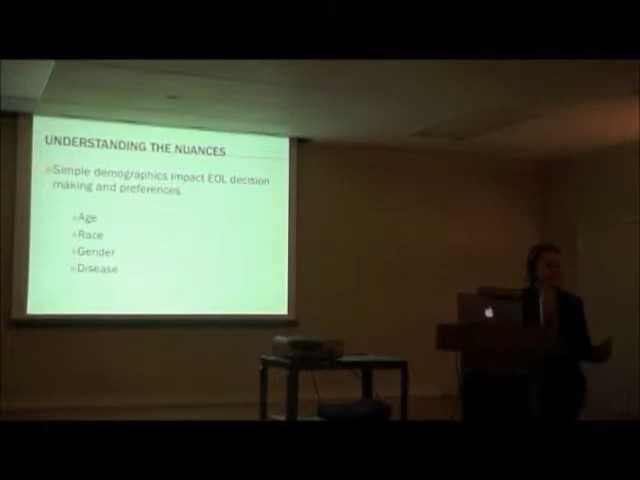 UNDERSTANDING THE NUANCES
Simple demographics impact EOL decision
making and preferences
Age
Race
Gender
Disease